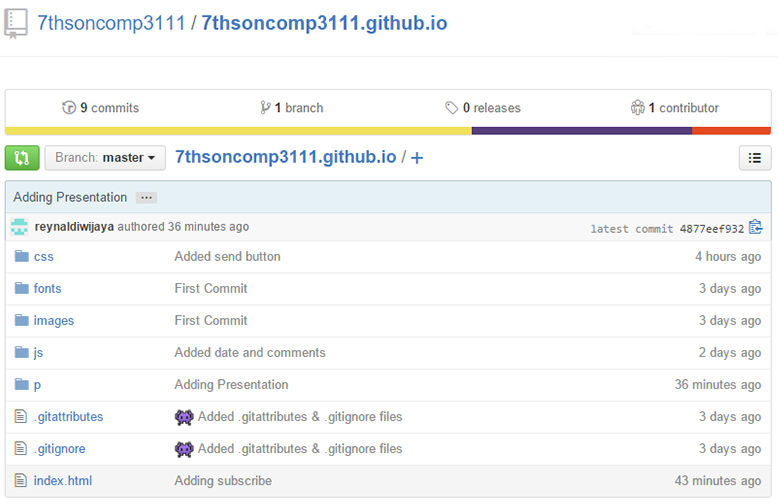 7thsoncomp3111 / 7thsoncomp3111.github.io
9 commits 1 branch 0 releases 1 contributor
Branch: master 7thsoncomp3111.github.io / +
Adding Presentation ...
reynaldiwijaya authored 36 minutes ago latest commit 4877eef932
css Added send button 4 hours ago
fonts First Commit 3 days ago
images First Commit 3 days ago
js Added date and comments 2 days ago
p Adding Presentation 36 minutes ago
.gitattributes Added .gitattributes & .gitignore files 3 days ago
.gitignore Added .gitattributes & .gitignore files 3 days ago
index.html Adding subscribe 43 minutes ago